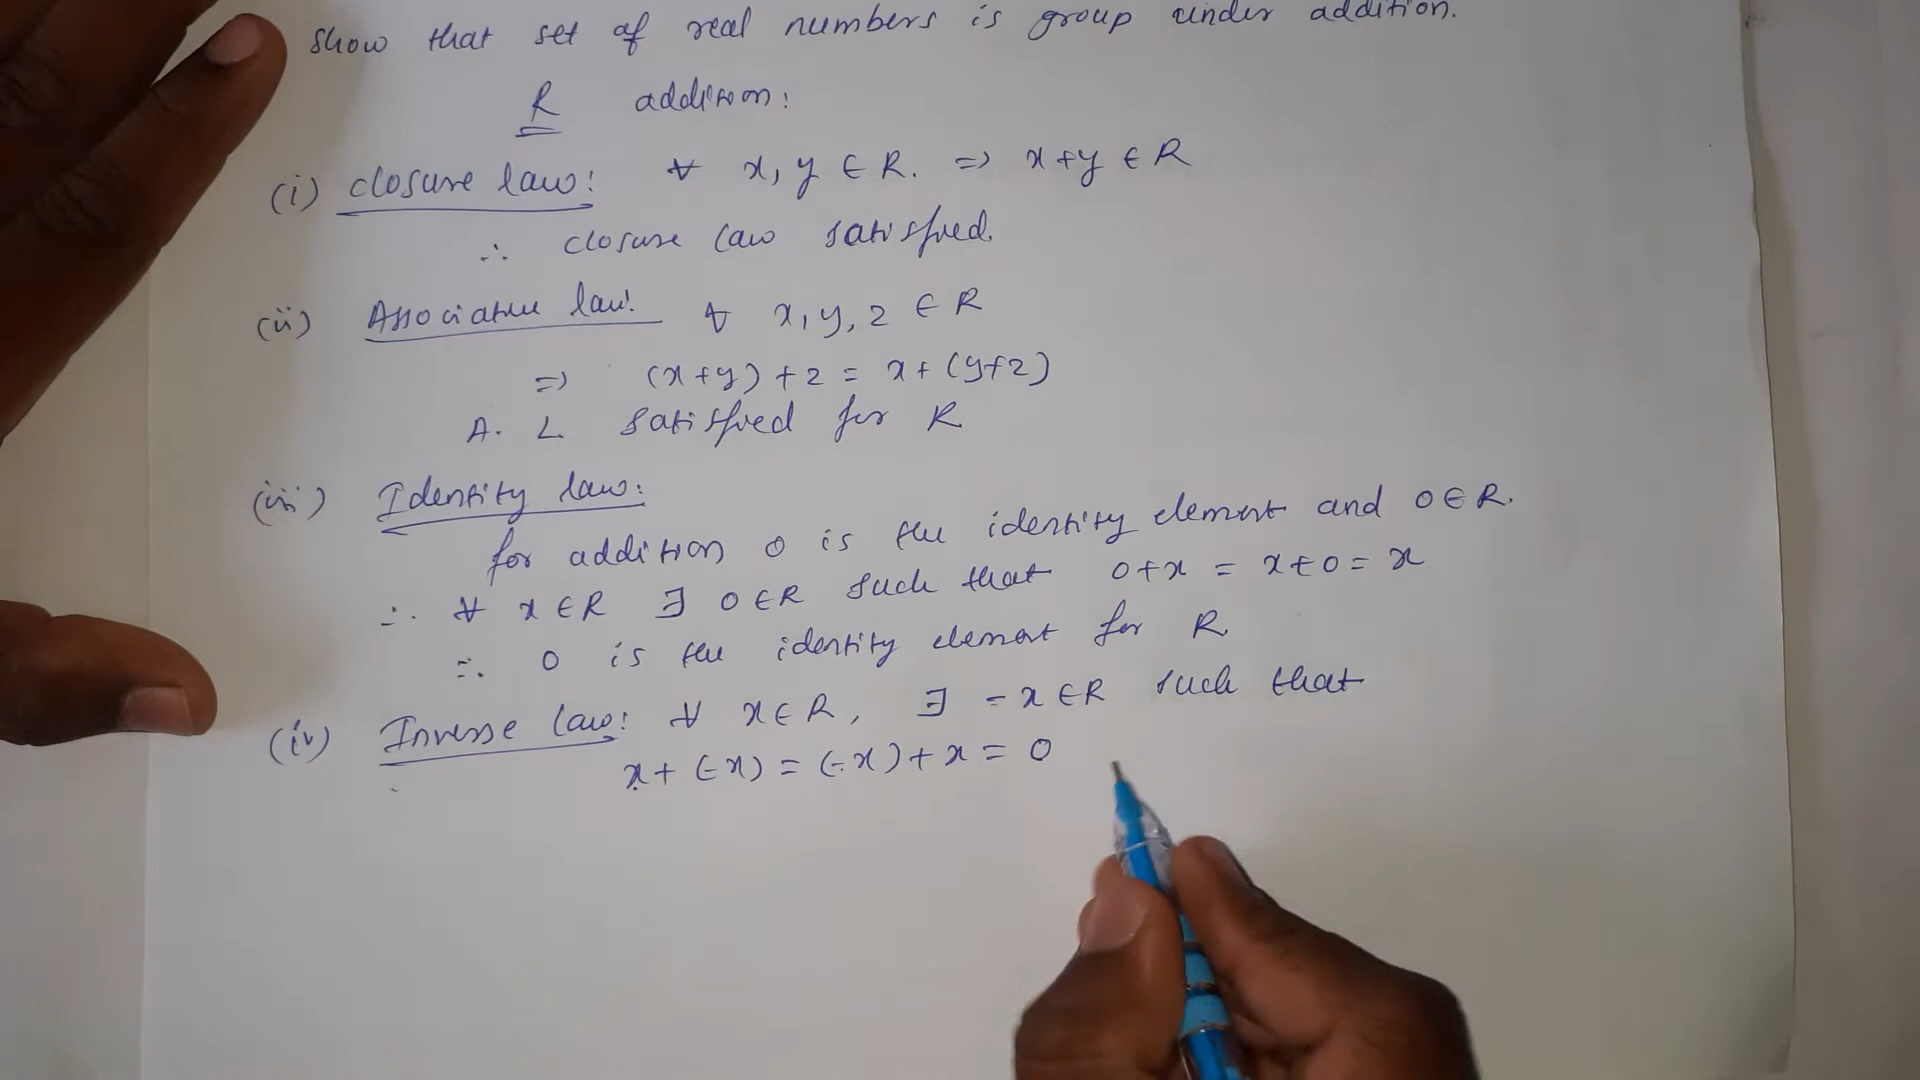 show that set of real numbers is group under addition.
R addition:
(i) closure law: ∀ x, y ∈ R. => x+y ∈ R
∴ closure law satisfied.
(ii) Associative law: ∀ x, y, z ∈ R
=> (x+y)+z = x+(y+z)
A. L satisfied for R
(iii) Identity law:
for addition 0 is the identity element and 0∈R.
∴ ∀ x∈R ∃ 0∈R such that 0+x = x+0 = x
∴ 0 is the identity element for R
(iv) Inverse law: ∀ x∈R, ∃ -x∈R such that
x+(-x) = (-x)+x = 0